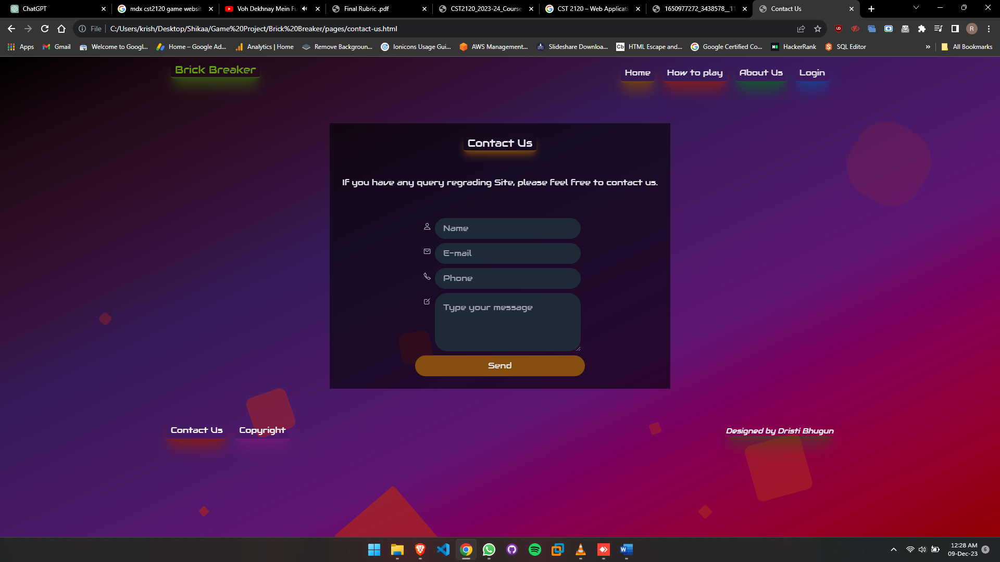 ChatGPT
mdx cst2120 game websit
Voh Dekhnay Mein Fu
Final Rubric .pdf
CST2120_2023-24_Course
CST 2120 – Web Applicati
1650977272_3438578__11
Contact Us
File
C:/Users/krish/Desktop/Shikaa/Game%20Project/Brick%20Breaker/pages/contact-us.html
R
Apps
Gmail
Welcome to Googl...
Home – Google Ad...
Analytics | Home
Remove Backgroun...
Ionicons Usage Gui...
AWS Management...
Slideshare Downloa...
Cb
HTML Escape and...
Google Certified Co...
HackerRank
SQL Editor
»
All Bookmarks
Brick Breaker
Home
How to play
About Us
Login
Contact Us
If you have any query regrading Site, please feel free to contact us.
Name
E-mail
Phone
Type your message
Send
Contact Us
Copyright
Designed by Dristi Bhugun
12:28 AM
09-Dec-23
6